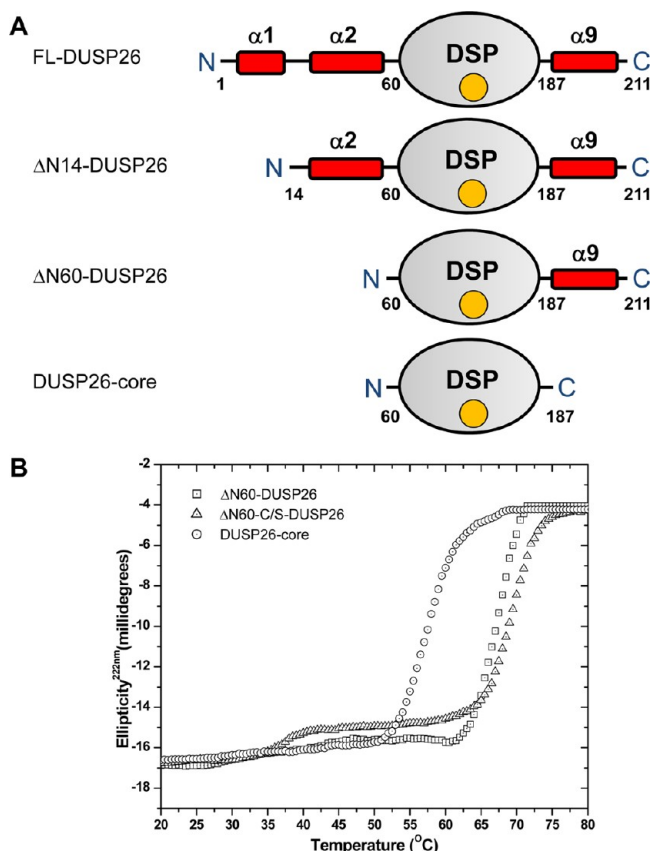 A
α1 α2 α9
FL-DUSP26 N DSP C
1 60 187 211
α2 α9
ΔN14-DUSP26 N DSP C
14 60 187 211
α9
ΔN60-DUSP26 N DSP C
60 187 211
DUSP26-core N DSP C
60 187
B
-2
-4
-6
-8
-10
-12
-14
-16
-18
Ellipticity222nm(millidegrees)
ΔN60-DUSP26
ΔN60-C/S-DUSP26
DUSP26-core
20 25 30 35 40 45 50 55 60 65 70 75 80
Temperature (OC)